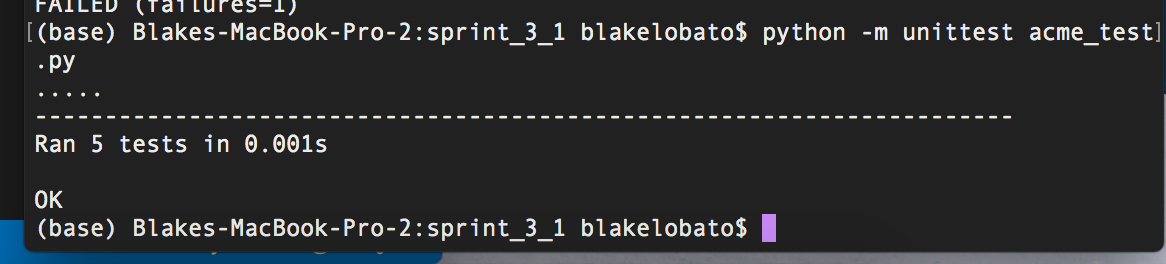 FAILED (failures=1)
[(base) Blakes-MacBook-Pro-2:sprint_3_1 blakelobato$ python -m unittest acme_test]
.py
.....
----------------------------------------------------------------------
Ran 5 tests in 0.001s
OK
(base) Blakes-MacBook-Pro-2:sprint_3_1 blakelobato$